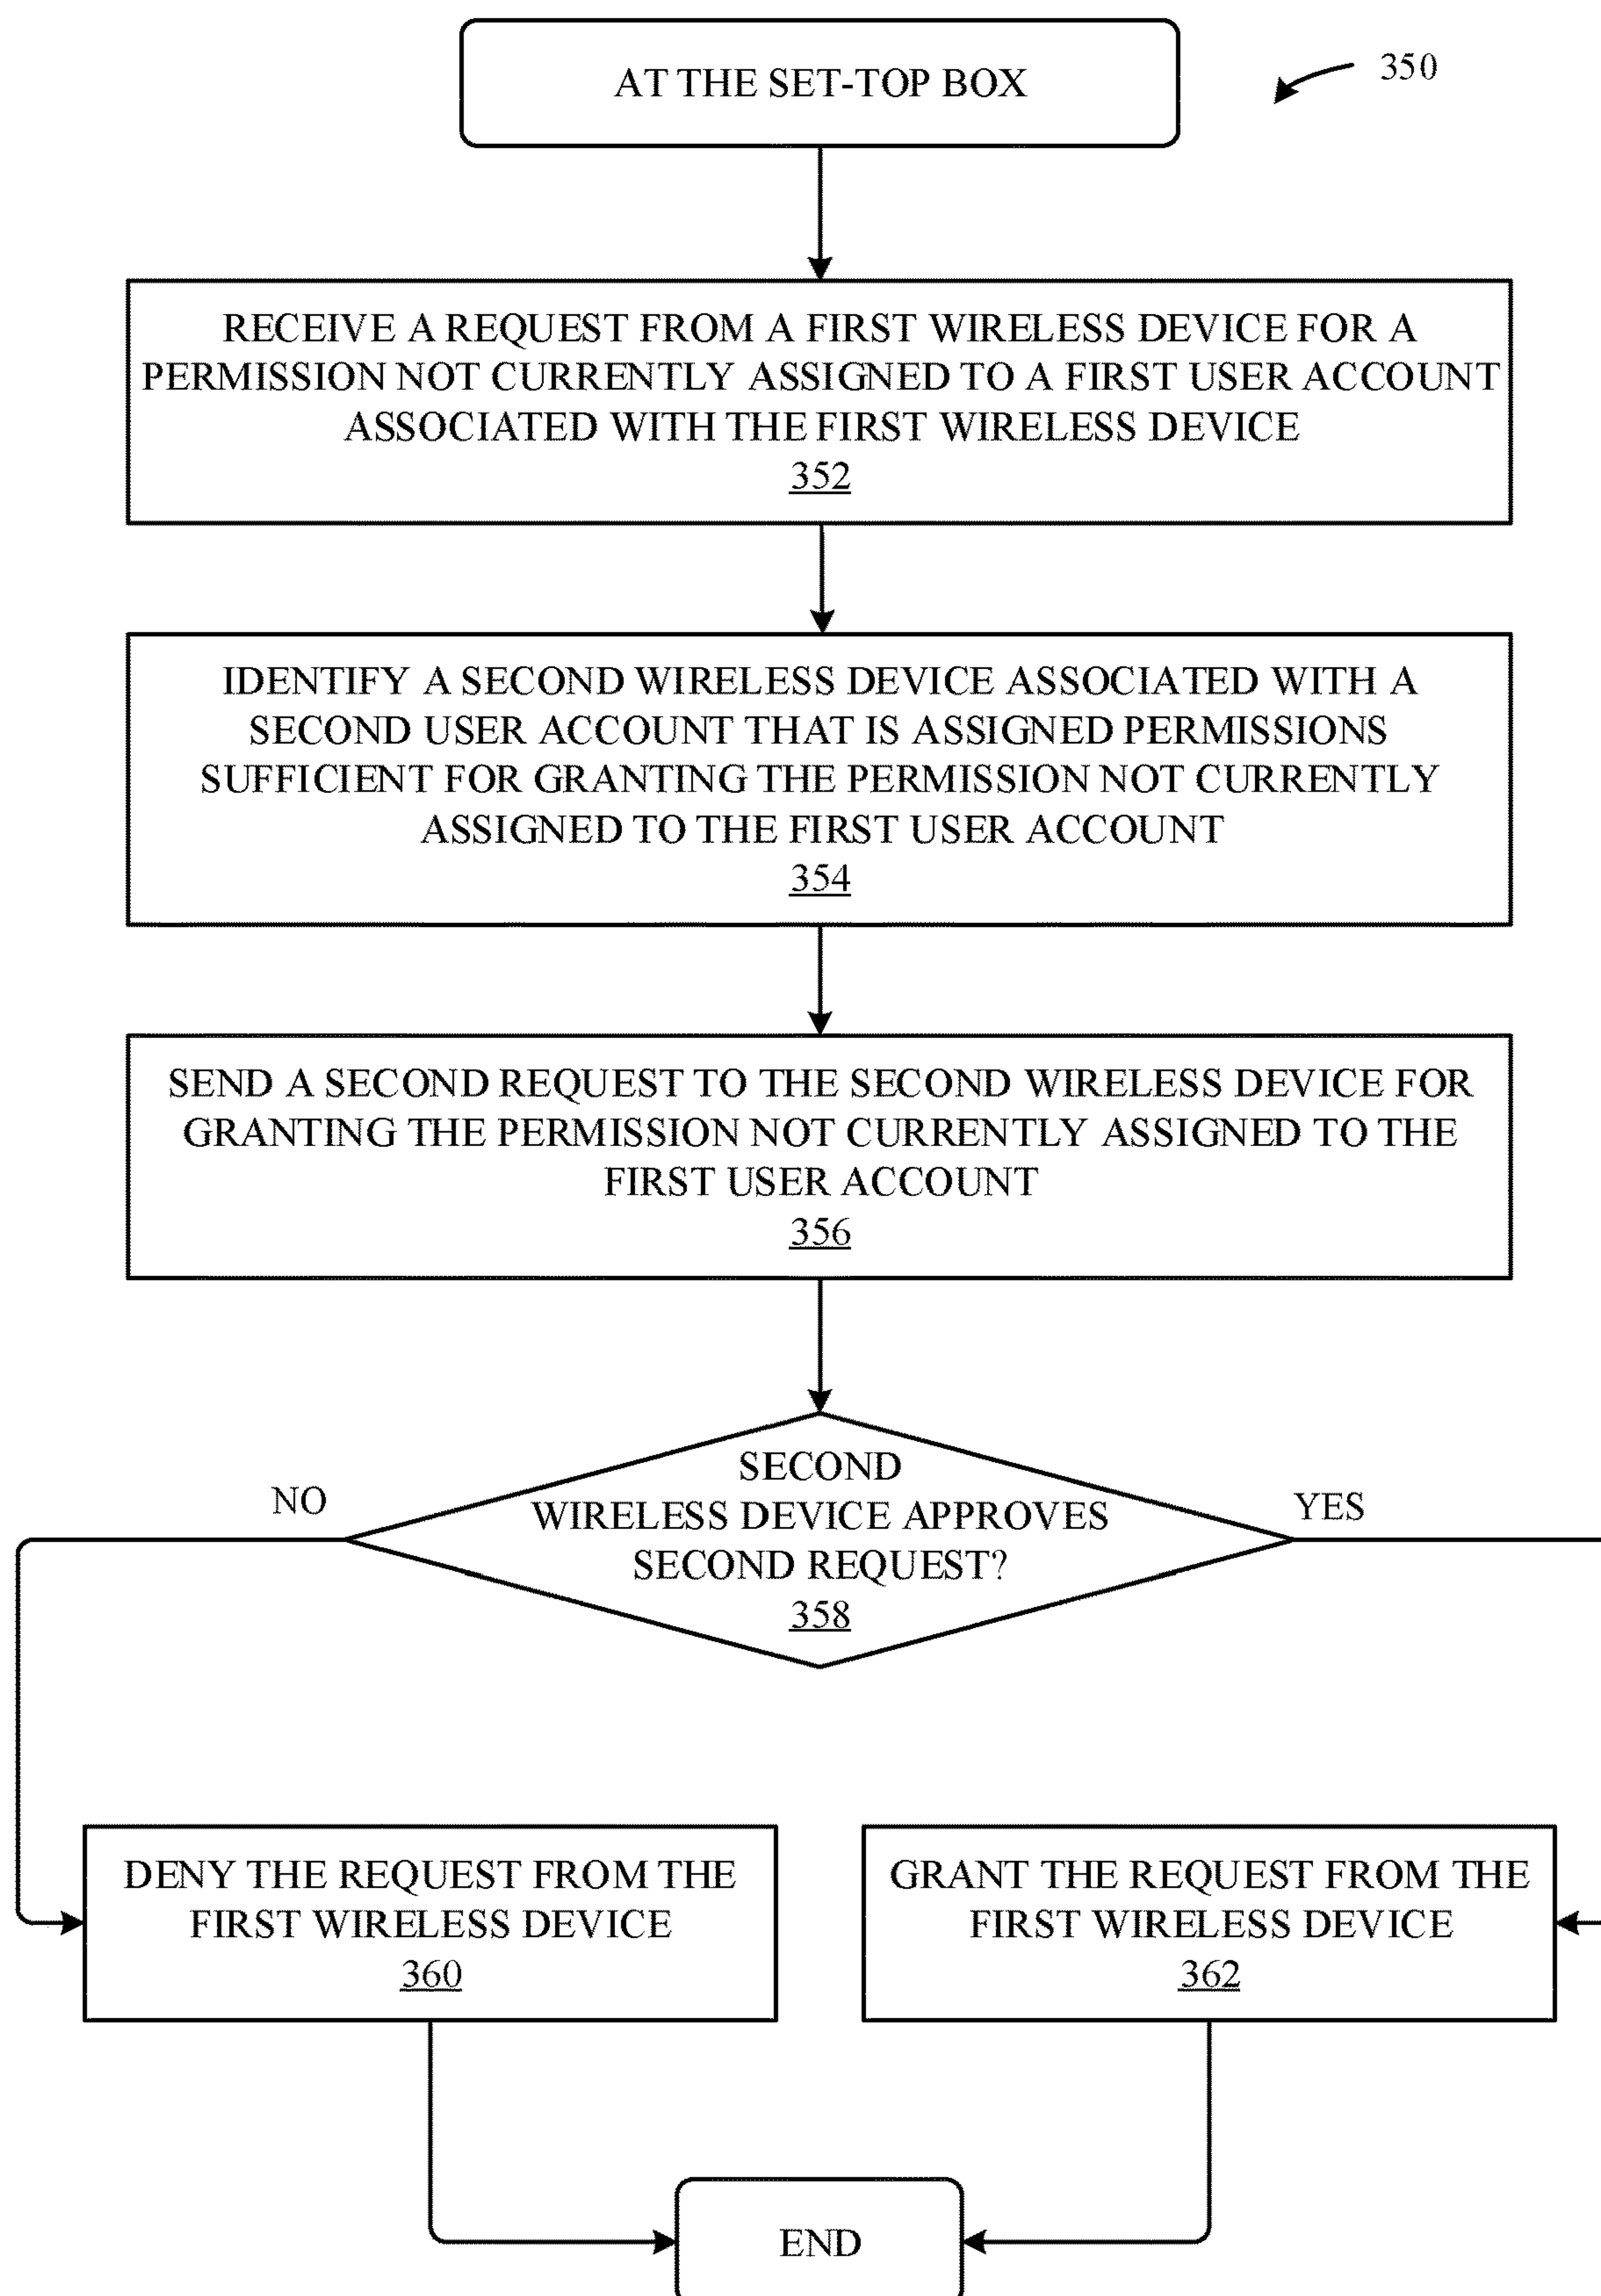 AT THE SET-TOP BOX
350
RECEIVE A REQUEST FROM A FIRST WIRELESS DEVICE FOR A
PERMISSION NOT CURRENTLY ASSIGNED TO A FIRST USER ACCOUNT
ASSOCIATED WITH THE FIRST WIRELESS DEVICE
352
IDENTIFY A SECOND WIRELESS DEVICE ASSOCIATED WITH A
SECOND USER ACCOUNT THAT IS ASSIGNED PERMISSIONS
SUFFICIENT FOR GRANTING THE PERMISSION NOT CURRENTLY
ASSIGNED TO THE FIRST USER ACCOUNT
354
SEND A SECOND REQUEST TO THE SECOND WIRELESS DEVICE FOR
GRANTING THE PERMISSION NOT CURRENTLY ASSIGNED TO THE
FIRST USER ACCOUNT
356
SECOND
WIRELESS DEVICE APPROVES
SECOND REQUEST?
358
NO
YES
DENY THE REQUEST FROM THE
FIRST WIRELESS DEVICE
360
GRANT THE REQUEST FROM THE
FIRST WIRELESS DEVICE
362
END